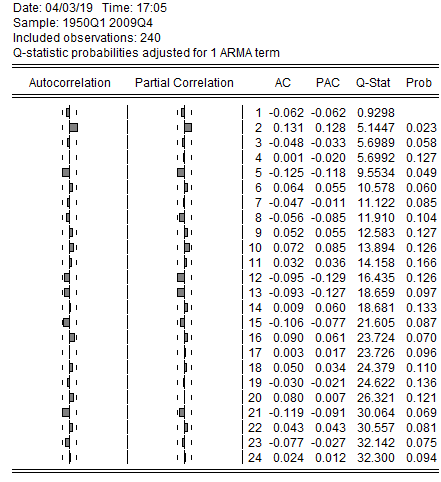 Date: 04/03/19 Time: 17:05
Sample: 1950Q1 2009Q4
Included observations: 240
Q-statistic probabilities adjusted for 1 ARMA term
Autocorrelation Partial Correlation AC PAC Q-Stat Prob
1 -0.062 -0.062 0.9298
2 0.131 0.128 5.1447 0.023
3 -0.048 -0.033 5.6989 0.058
4 0.001 -0.020 5.6992 0.127
5 -0.125 -0.118 9.5534 0.049
6 0.064 0.055 10.578 0.060
7 -0.047 -0.011 11.122 0.085
8 -0.056 -0.085 11.910 0.104
9 0.052 0.055 12.583 0.127
10 0.072 0.085 13.894 0.126
11 0.032 0.036 14.158 0.166
12 -0.095 -0.129 16.435 0.126
13 -0.093 -0.127 18.659 0.097
14 0.009 0.060 18.681 0.133
15 -0.106 -0.077 21.605 0.087
16 0.090 0.061 23.724 0.070
17 0.003 0.017 23.726 0.096
18 0.050 0.034 24.379 0.110
19 -0.030 -0.021 24.622 0.136
20 0.080 0.007 26.321 0.121
21 -0.119 -0.091 30.064 0.069
22 0.043 0.043 30.557 0.081
23 -0.077 -0.027 32.142 0.075
24 0.024 0.012 32.300 0.094